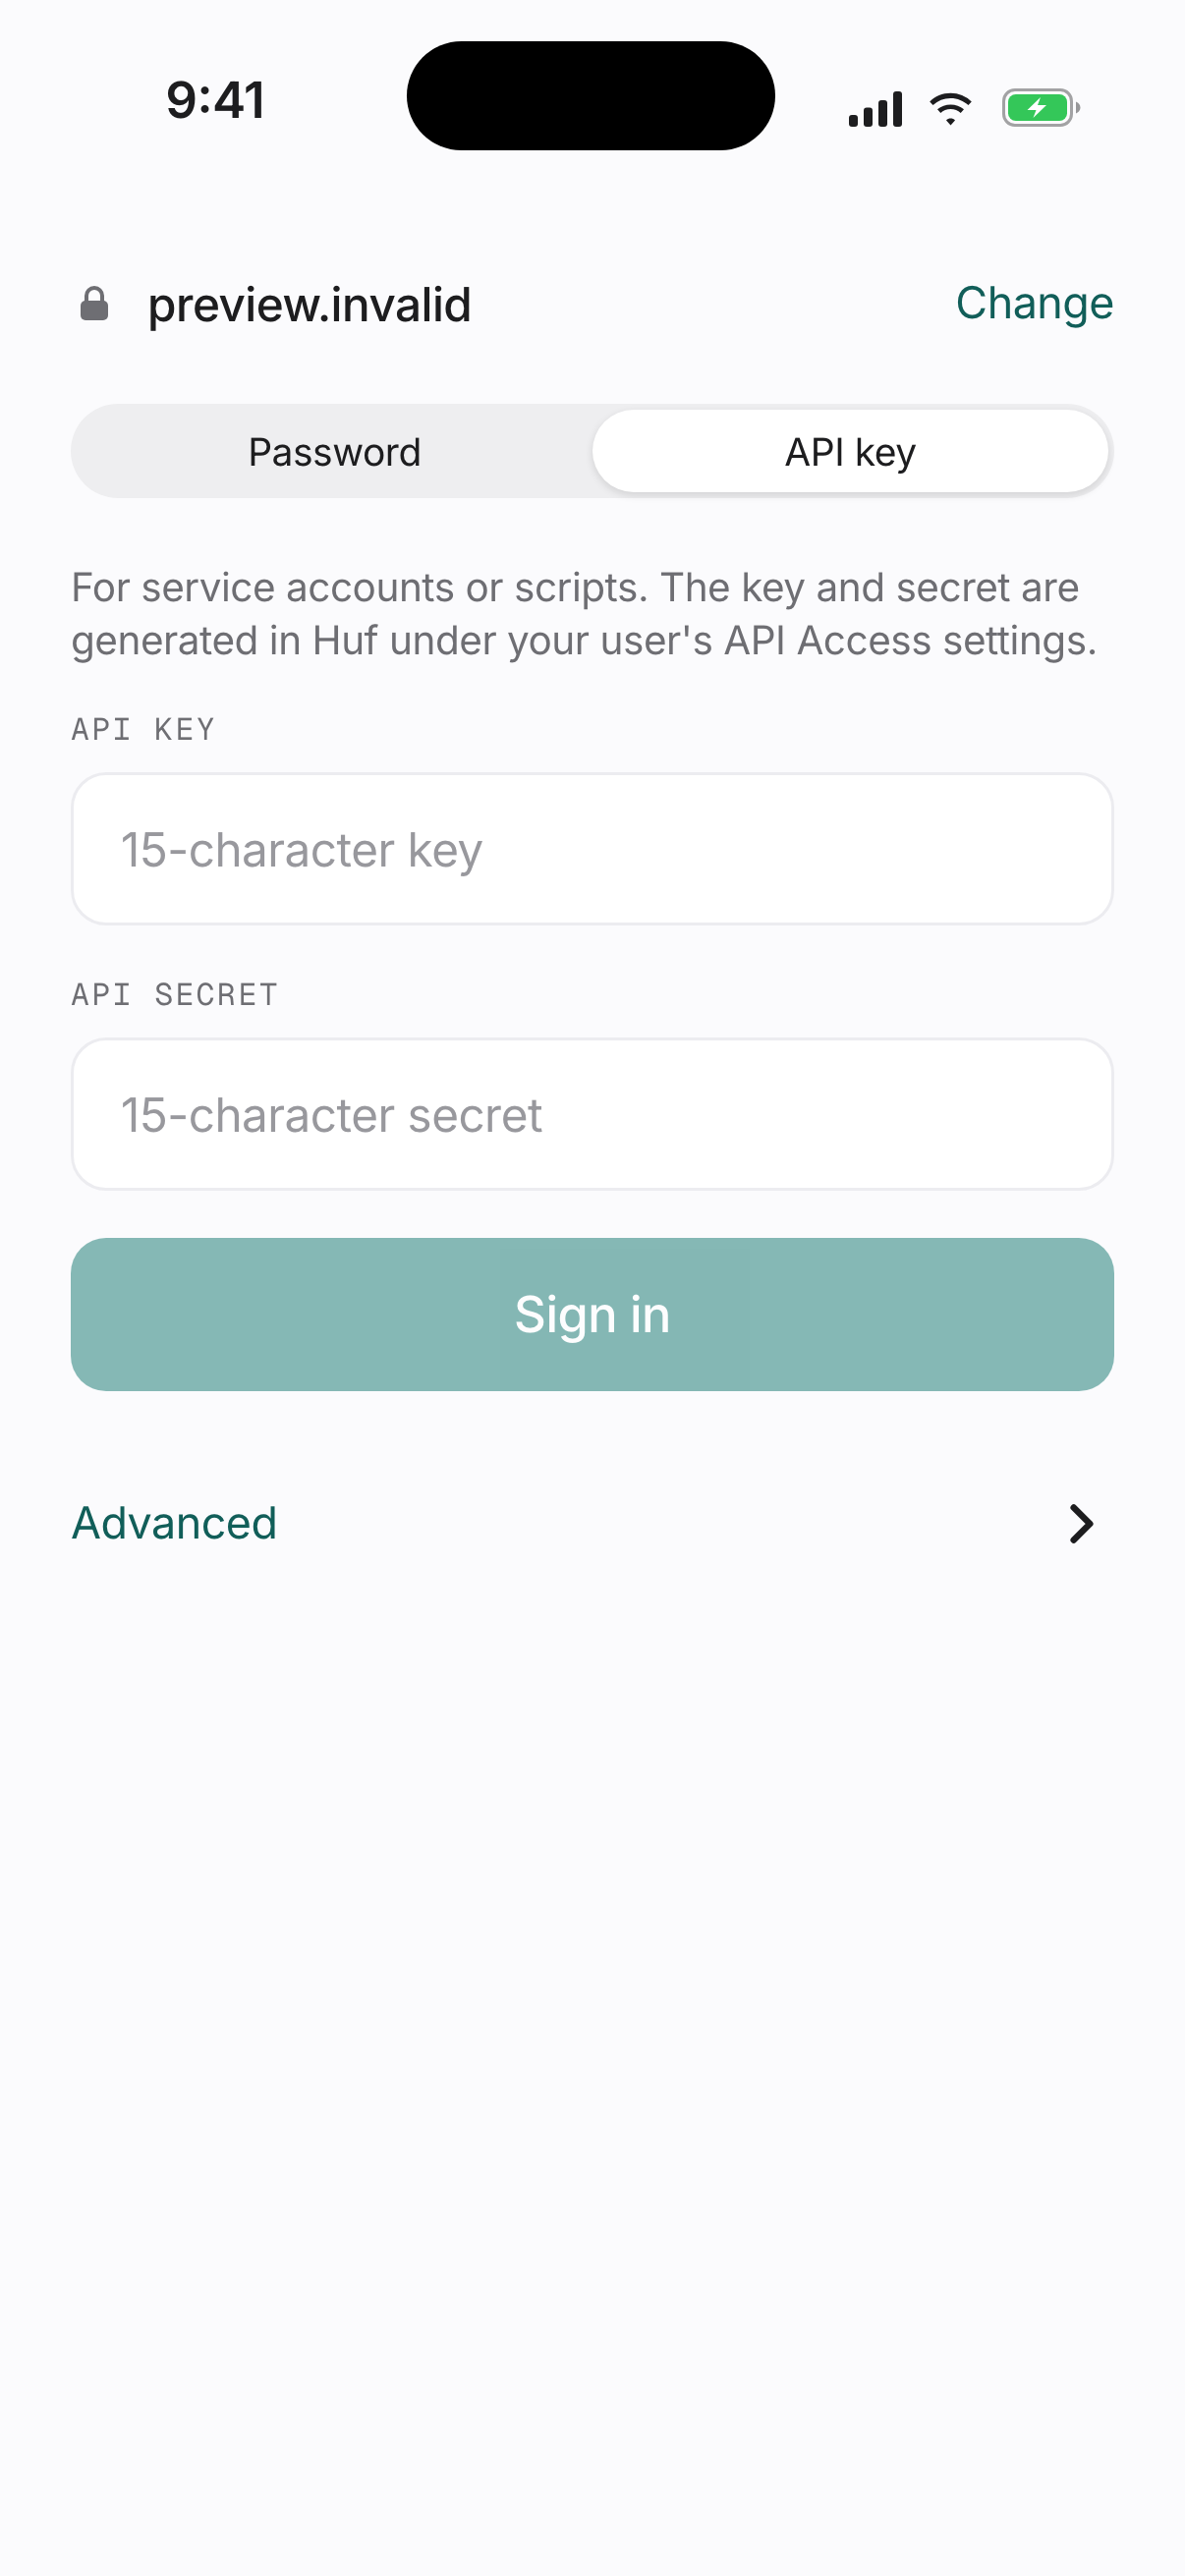 9:41
preview.invalid
Change
Password
API key
For service accounts or scripts. The key and secret are
generated in Huf under your user's API Access settings.
API KEY
15-character key
API SECRET
15-character secret
Sign in
Advanced